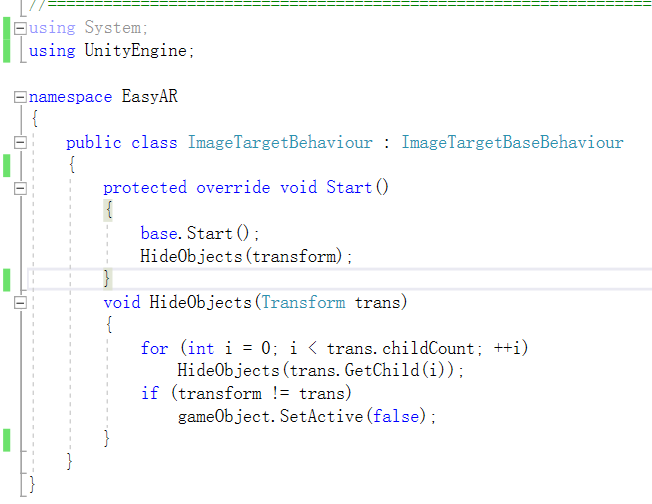 //==================================================================
using System;
using UnityEngine;
namespace EasyAR
{
public class ImageTargetBehaviour : ImageTargetBaseBehaviour
{
protected override void Start()
{
base.Start();
HideObjects(transform);
}
void HideObjects(Transform trans)
{
for (int i = 0; i < trans.childCount; ++i)
HideObjects(trans.GetChild(i));
if (transform != trans)
gameObject.SetActive(false);
}
}
}